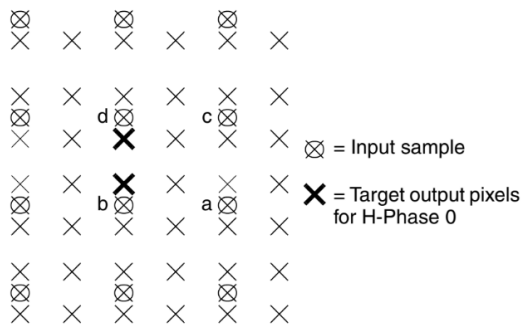 d
c
b
a
= Input sample
= Target output pixels
for H-Phase 0